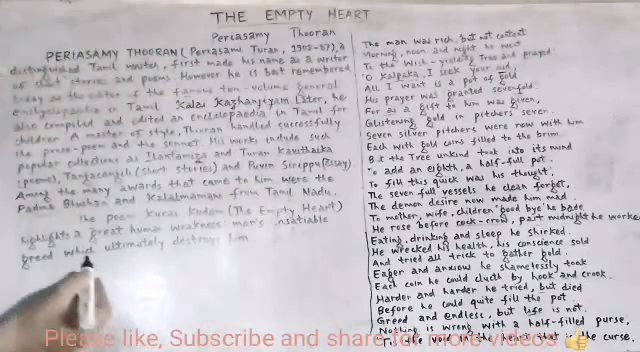 THE EMPTY HEART
Periasamy Thooran
PERIASAMY THOORAN (Periasami Turan, 1908-87), a
distinguished Tamil writer, first made his name as a writer
of short stories and poems. However he is best remembered
today as the editor of the famous ten-volume general
encyclopaedia in Tamil Kalai Kazhanjiyam Later, he
also compiled and edited an encyclopaedia in Tamil for
children A master of style, Thooran handled successfully
the prose-poem and the sonnet His works include such
popular collections as Ilantamiza and Turan Kavithaika
(poems), Tangacangeli (short stories) and Puvin Sirippu (Essay)
Among the many awards that came to him were the
Padma Bhushan and Kalaimamani from Tamil Nadu.
The poem Kurai Kudam (The Empty Heart)
highlights a great human weakness: man's insatiable
greed which ultimately destroys him
The man was rich, but not content
Morning, noon and night he went
To the Wish-yielding Tree and prayed:
'O Kalpaka, I seek your aid,
All I want is a pot of gold
His prayer was granted sevenfold.
For as a gift to him was given,
Glistening gold in pitchers seven.
Seven silver pitchers were now with him
Each with gold coins filled to the brim
But the Tree unkind took into its mind
To add an eighth, a half-full pot.
To fill this quick was his thought,
The seven full vessels he clean forgot,
The demon desire now made him mad
To mother, wife, children 'good bye' he bade
He rose before cock-crow, past midnight he worked
Eating, drinking and sleep he shirked.
He wrecked his health, his conscience sold
And tried all trick to gather gold.
Eager and anxious he shamelessly took
Each coin he could clutch by hook and crook.
Harder and harder he tried, but died
Before he could quite fill the pot.
Greed and endless, but life is not.
Nothing is wrong with a half-filled purse,
the heart that is the curse.
Please like, Subscribe and share for more videos 👍